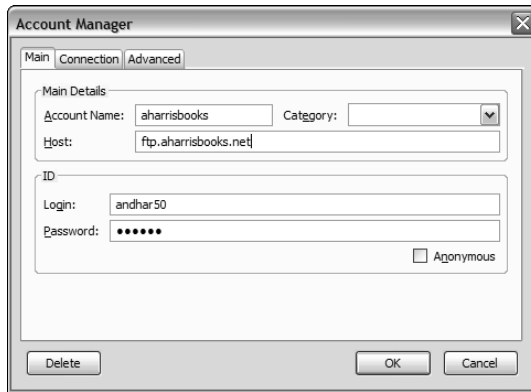 Account Manager
Main Connection Advanced
Main Details
Account Name: aharrisbooks Category:
Host: ftp.aharrisbooks.net
ID
Login: andhar50
Password: ••••••
Anonymous
Delete OK Cancel